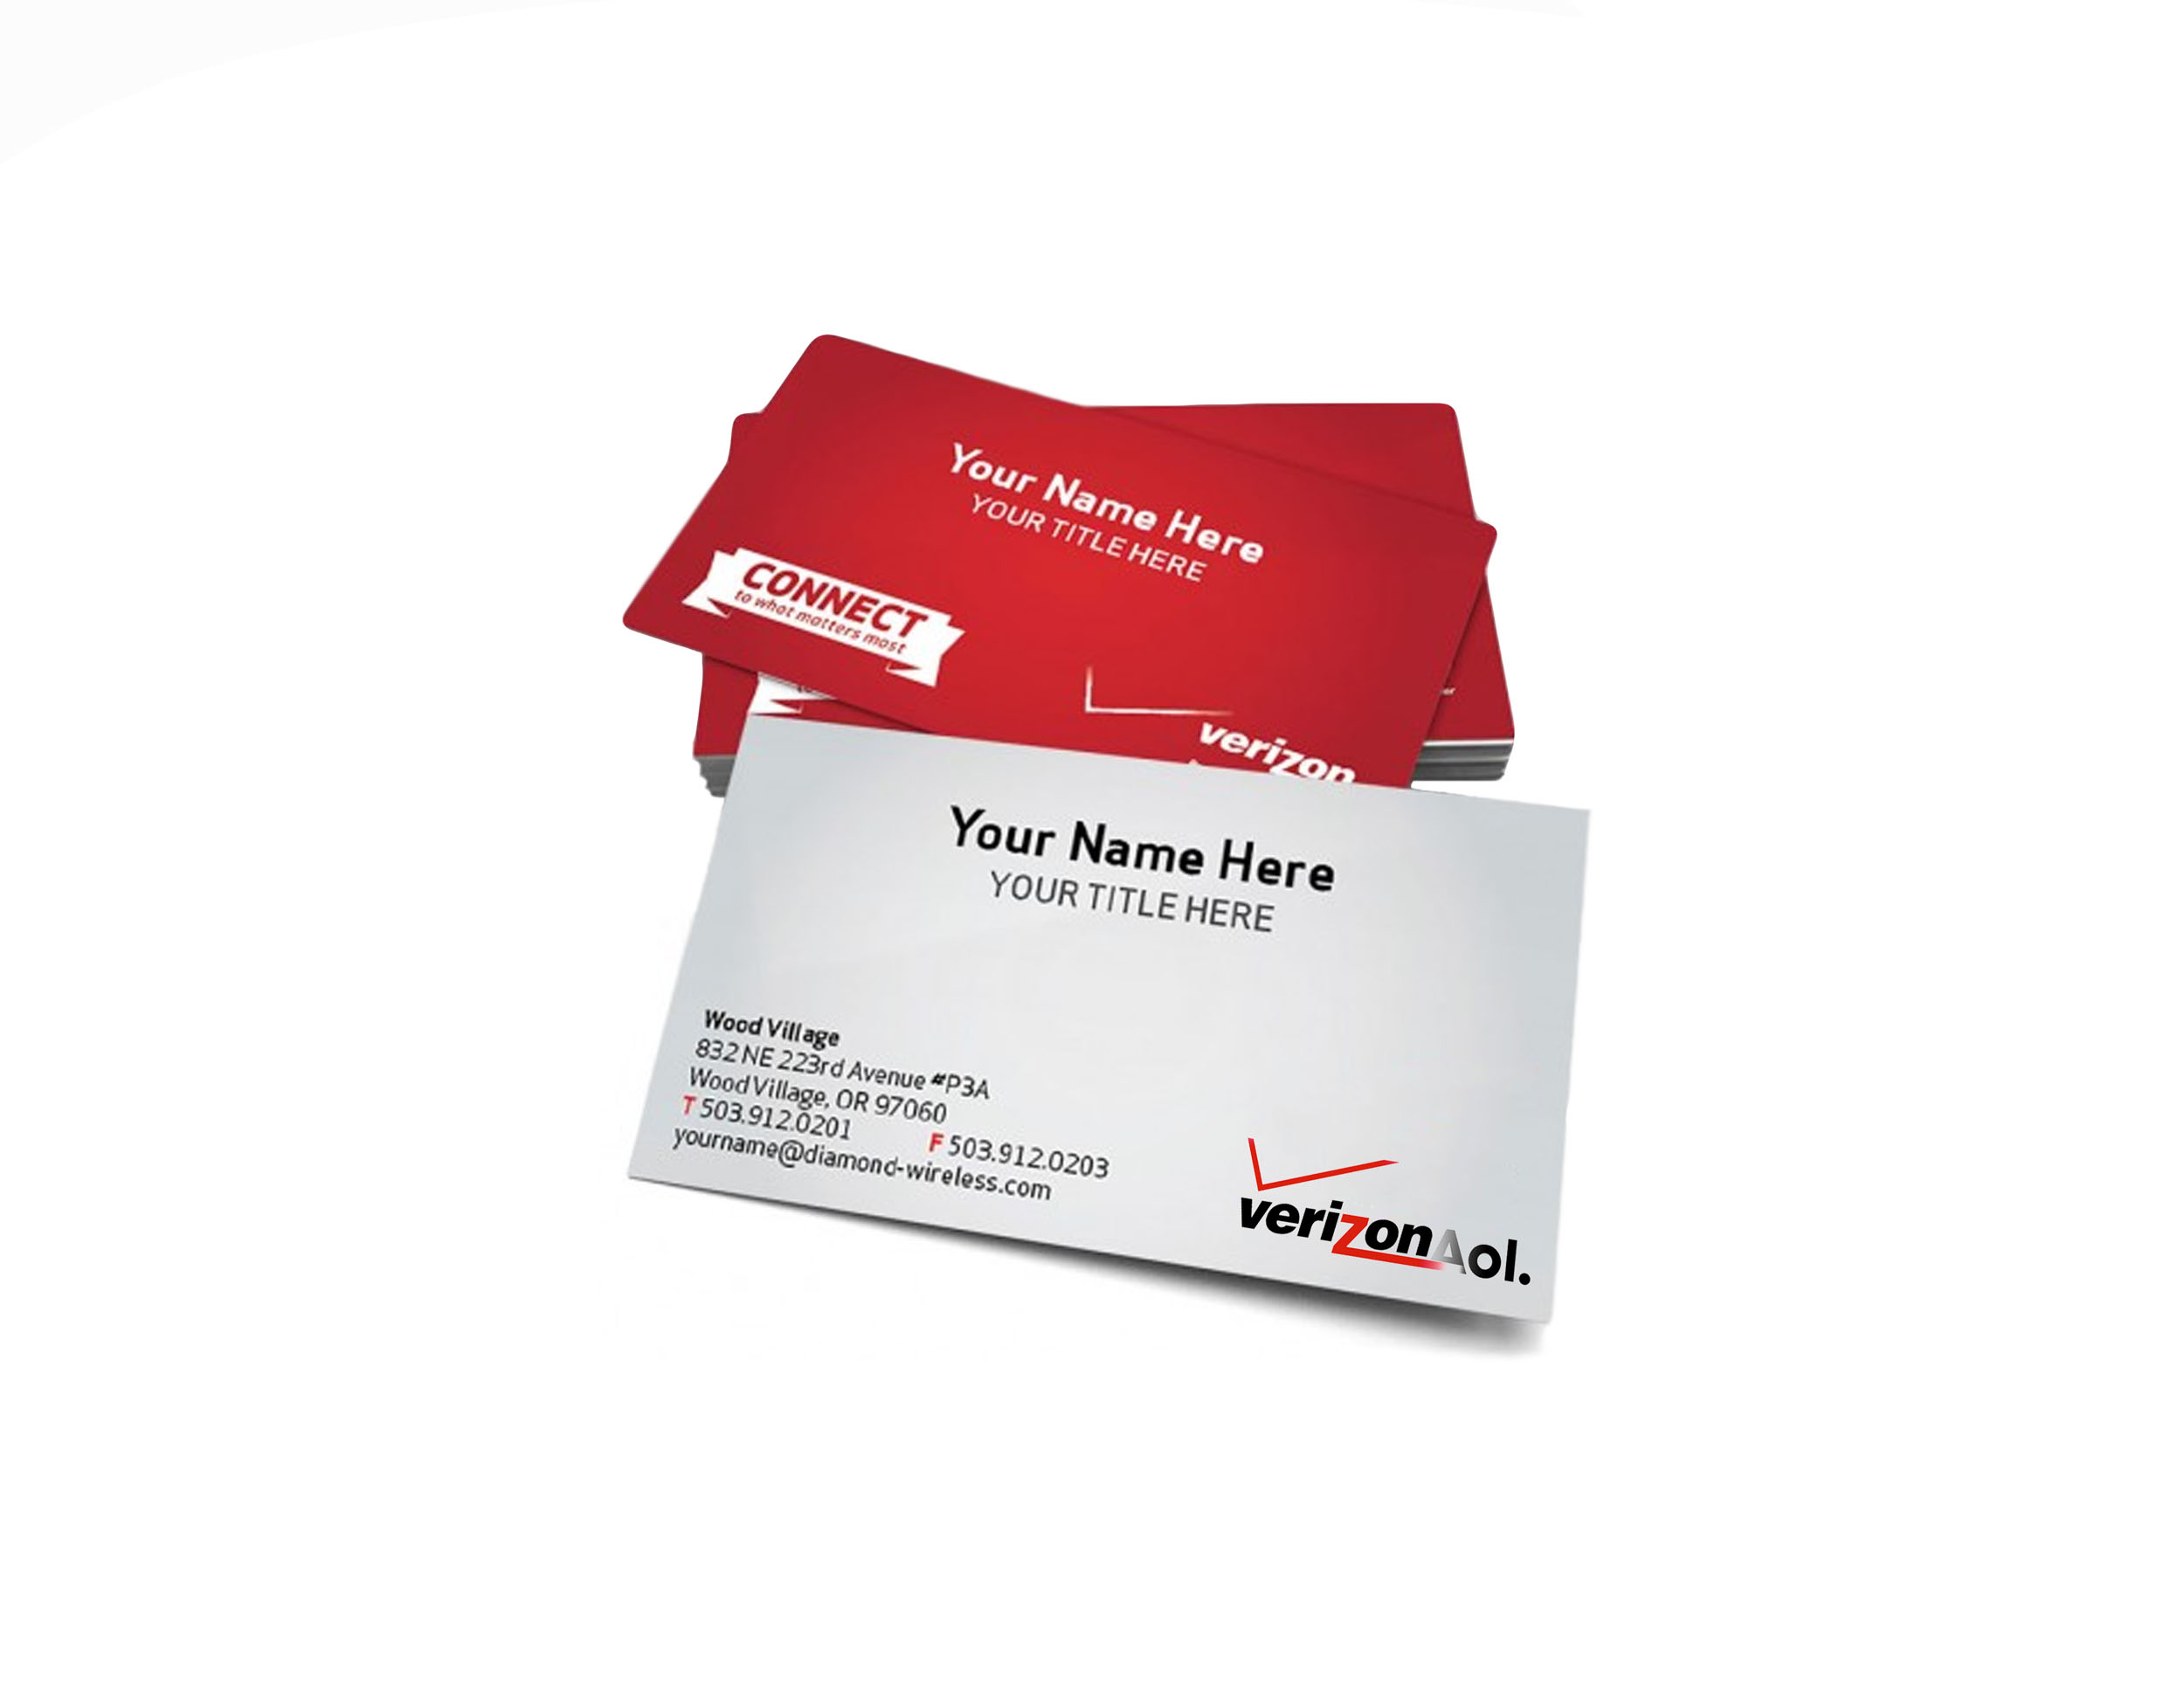 Your Name Here
YOUR TITLE HERE
CONNECT
to what matters most
verizon
Your Name Here
YOUR TITLE HERE
Wood Village
832 NE 223rd Avenue #P3A
Wood Village, OR 97060
T 503.912.0201 F 503.912.0203
yourname@diamond-wireless.com
verizonAol.